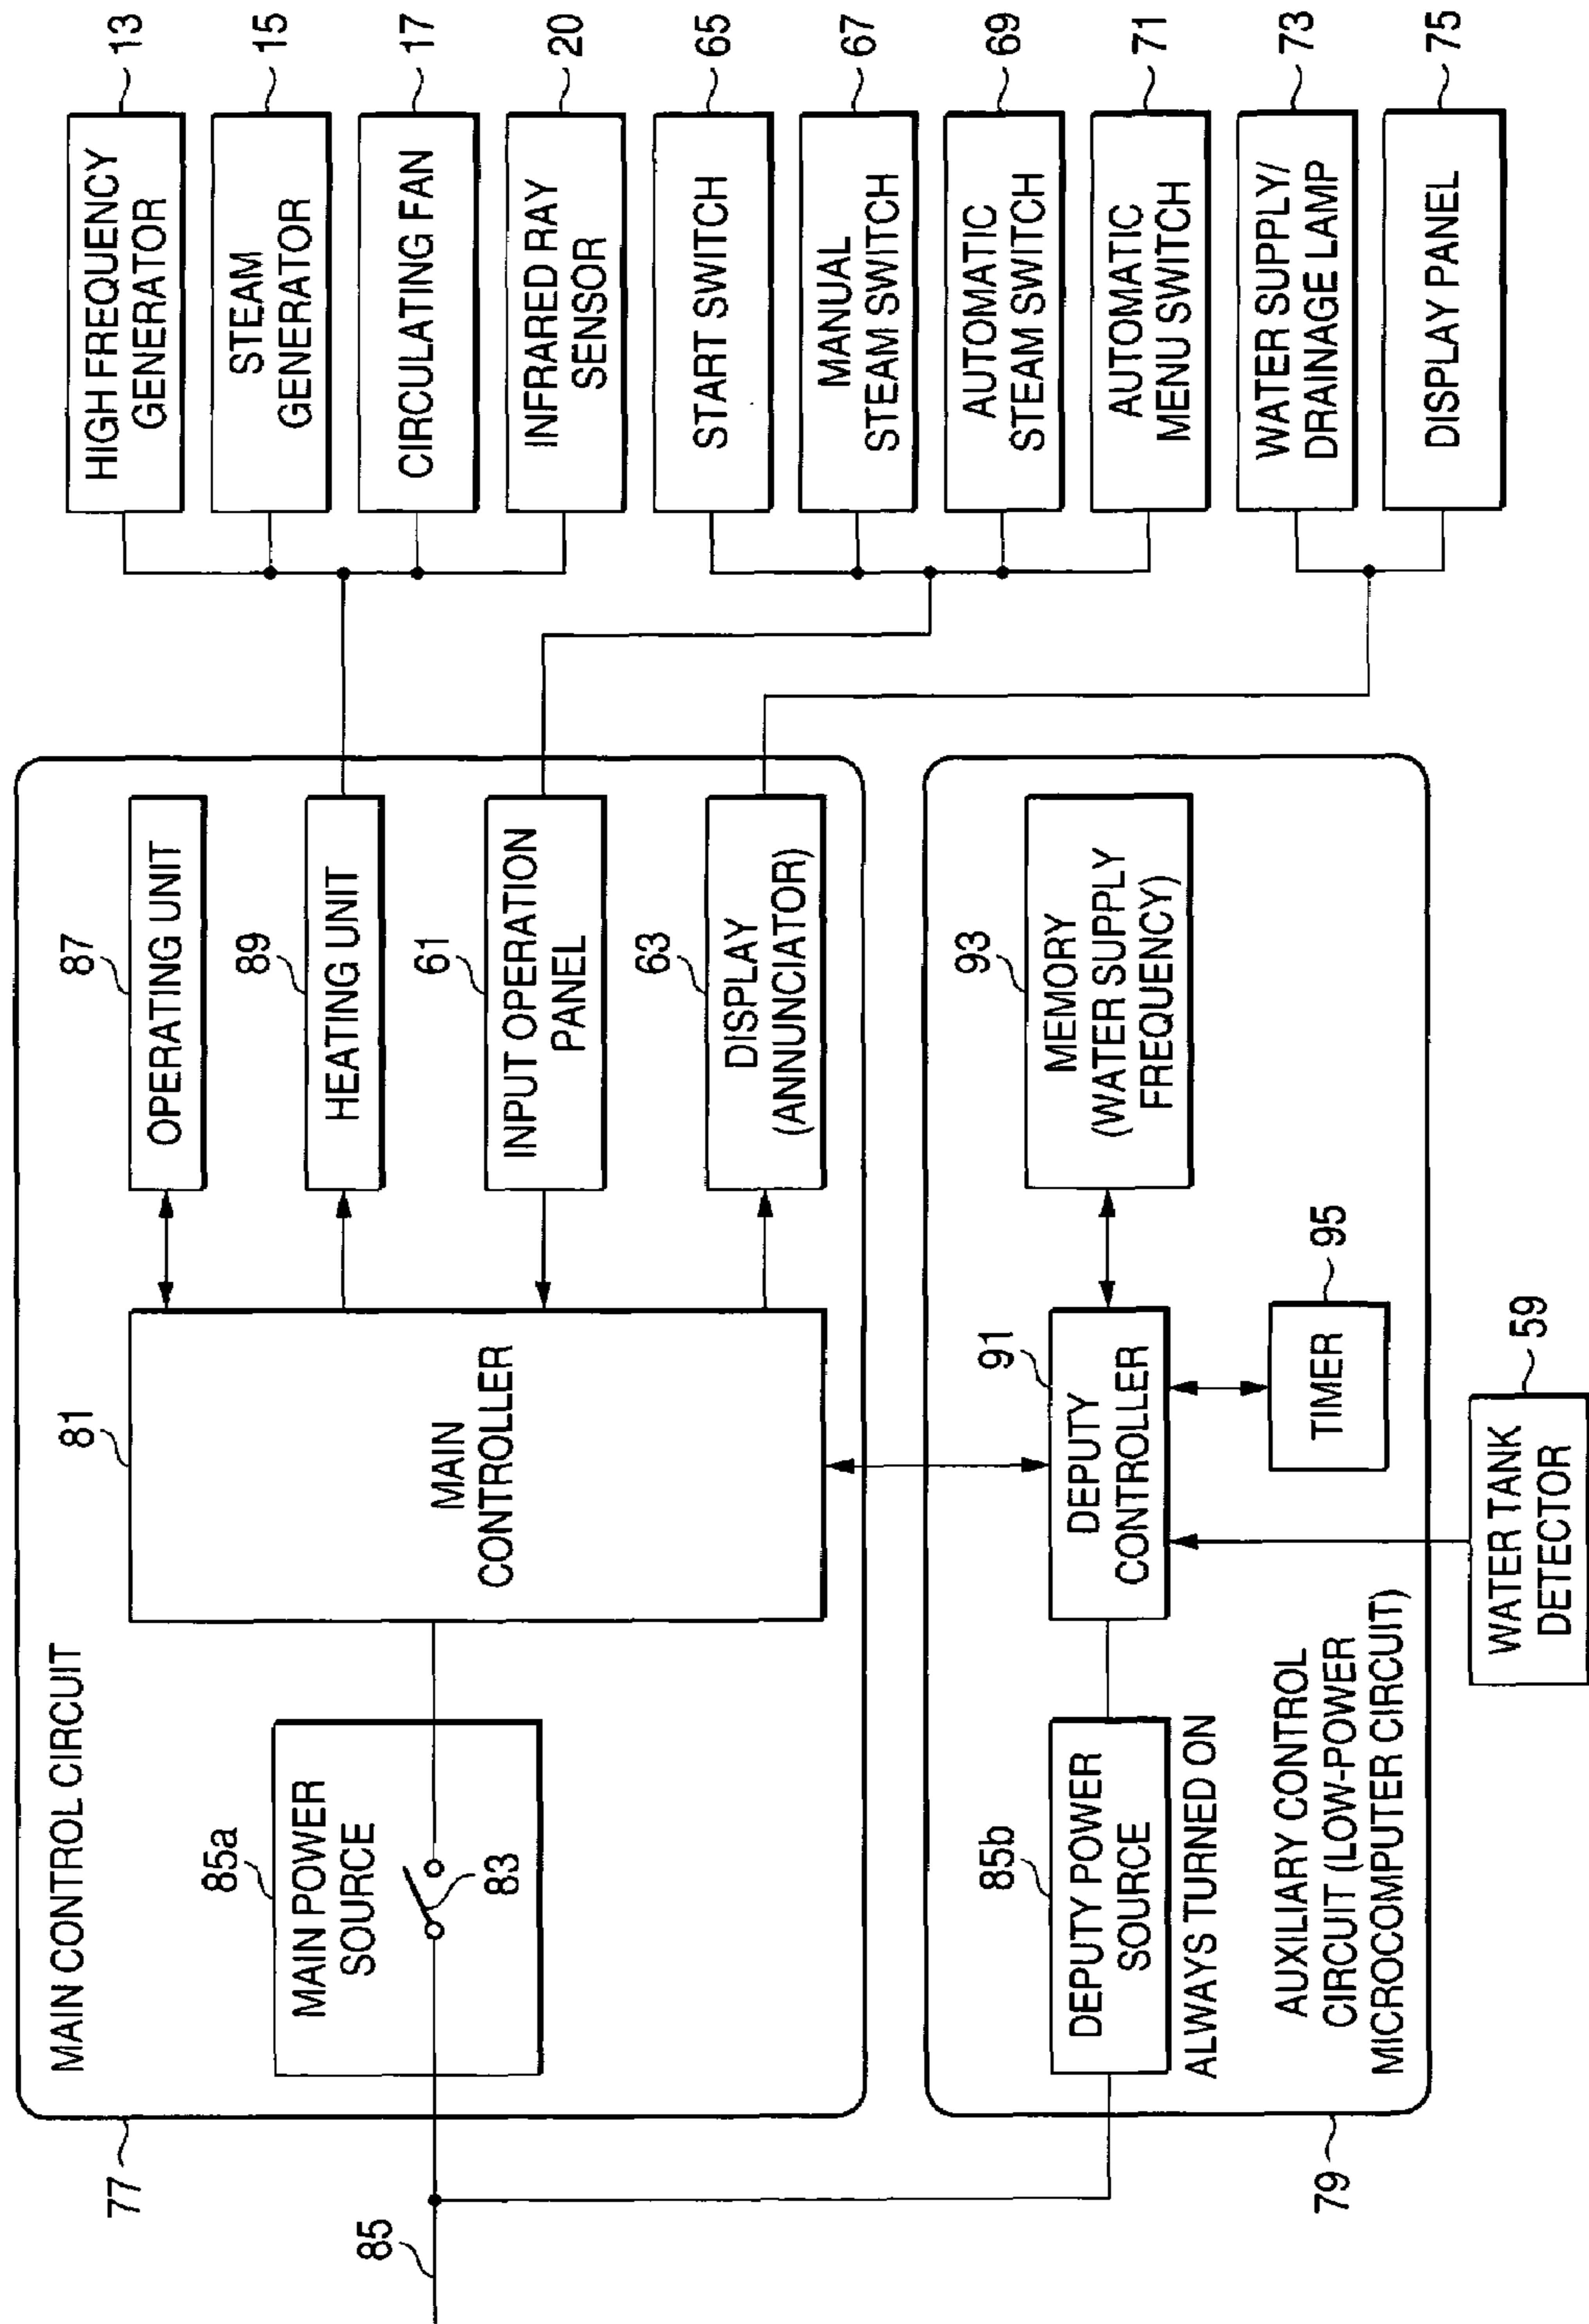 MAIN CONTROL CIRCUIT
77
85
85a
MAIN POWER
SOURCE
83
81
MAIN
CONTROLLER
87
OPERATING UNIT
89
HEATING UNIT
61
INPUT OPERATION
PANEL
63
DISPLAY
(ANNUNCIATOR)
HIGH FREQUENCY
GENERATOR
13
STEAM
GENERATOR
15
CIRCULATING FAN
17
INFRARED RAY
SENSOR
20
START SWITCH
65
MANUAL
STEAM SWITCH
67
AUTOMATIC
STEAM SWITCH
69
AUTOMATIC
MENU SWITCH
71
WATER SUPPLY/
DRAINAGE LAMP
73
DISPLAY PANEL
75
79
85b
DEPUTY POWER
SOURCE
ALWAYS TURNED ON
AUXILIARY CONTROL
CIRCUIT (LOW-POWER
MICROCOMPUTER CIRCUIT)
91
DEPUTY
CONTROLLER
93
MEMORY
(WATER SUPPLY
FREQUENCY)
TIMER
95
WATER TANK
DETECTOR
59